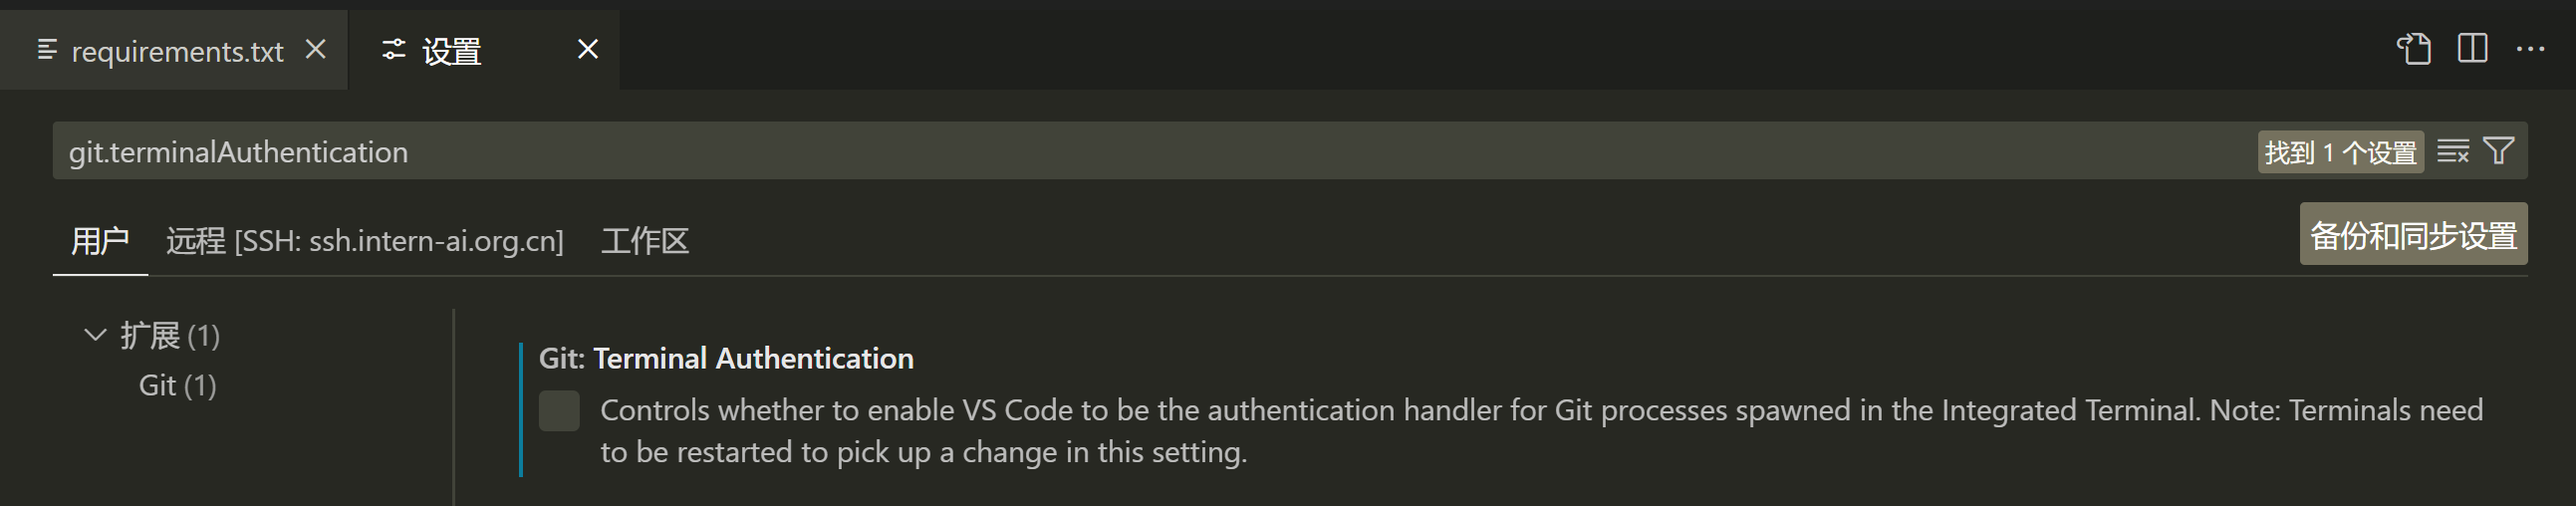 requirements.txt
设置
git.terminalAuthentication
找到 1 个设置
用户
远程 [SSH: ssh.intern-ai.org.cn]
工作区
备份和同步设置
扩展 (1)
Git (1)
Git: Terminal Authentication
Controls whether to enable VS Code to be the authentication handler for Git processes spawned in the Integrated Terminal. Note: Terminals need
to be restarted to pick up a change in this setting.